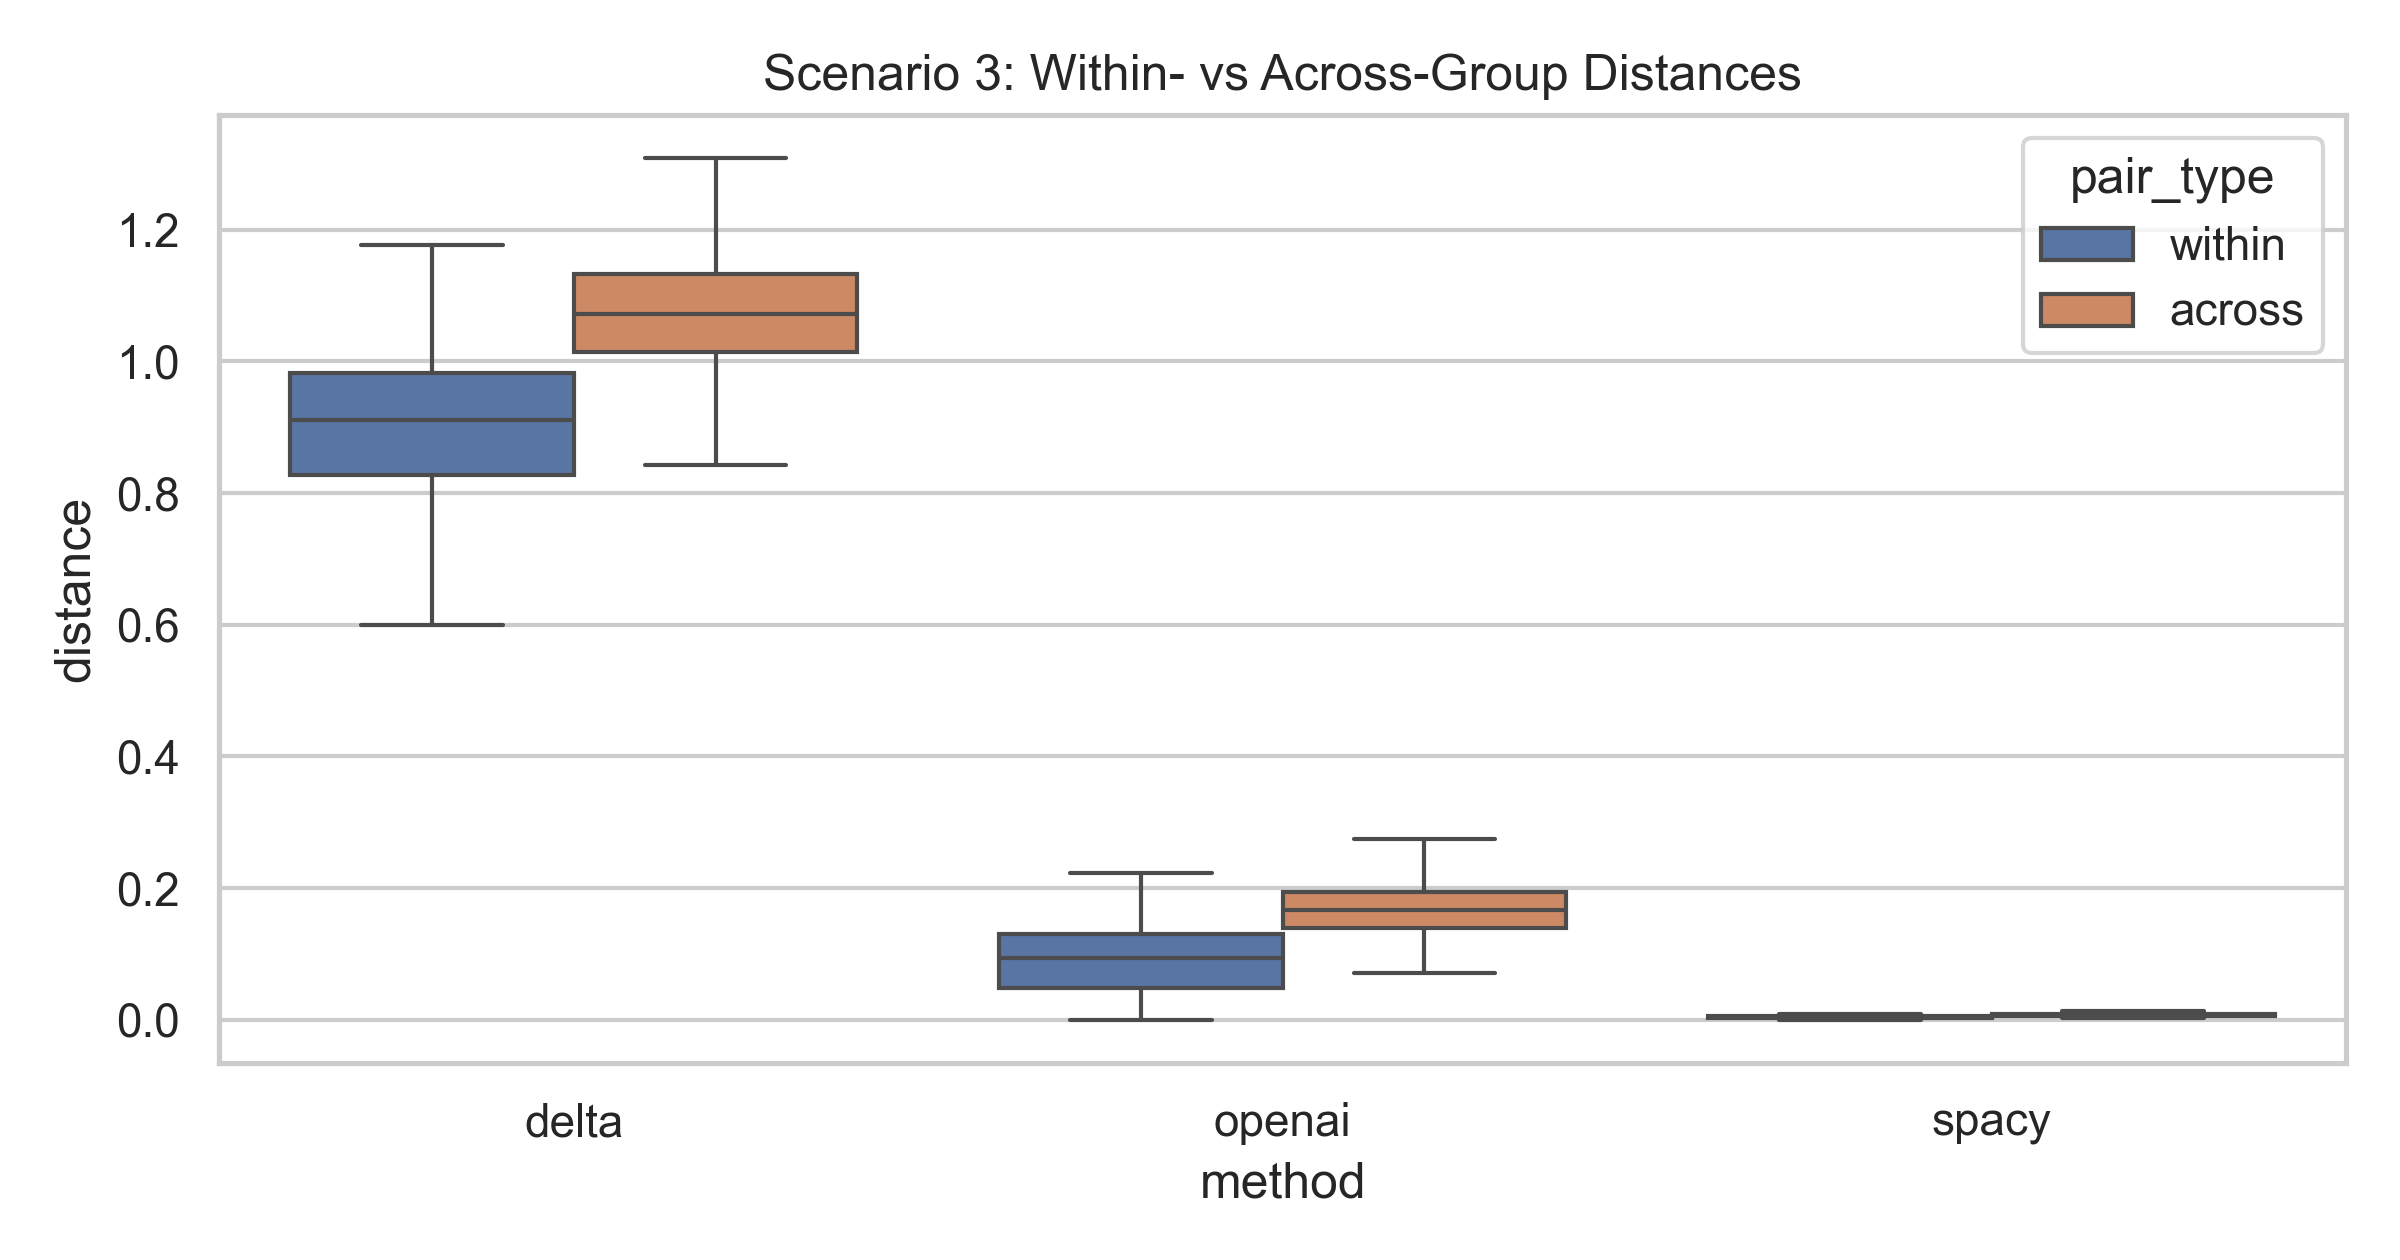 Scenario 3: Within- vs Across-Group Distances
pair_type
within
across
1.2
1.0
0.8
0.6
0.4
0.2
0.0
distance
delta
openai
spacy
method